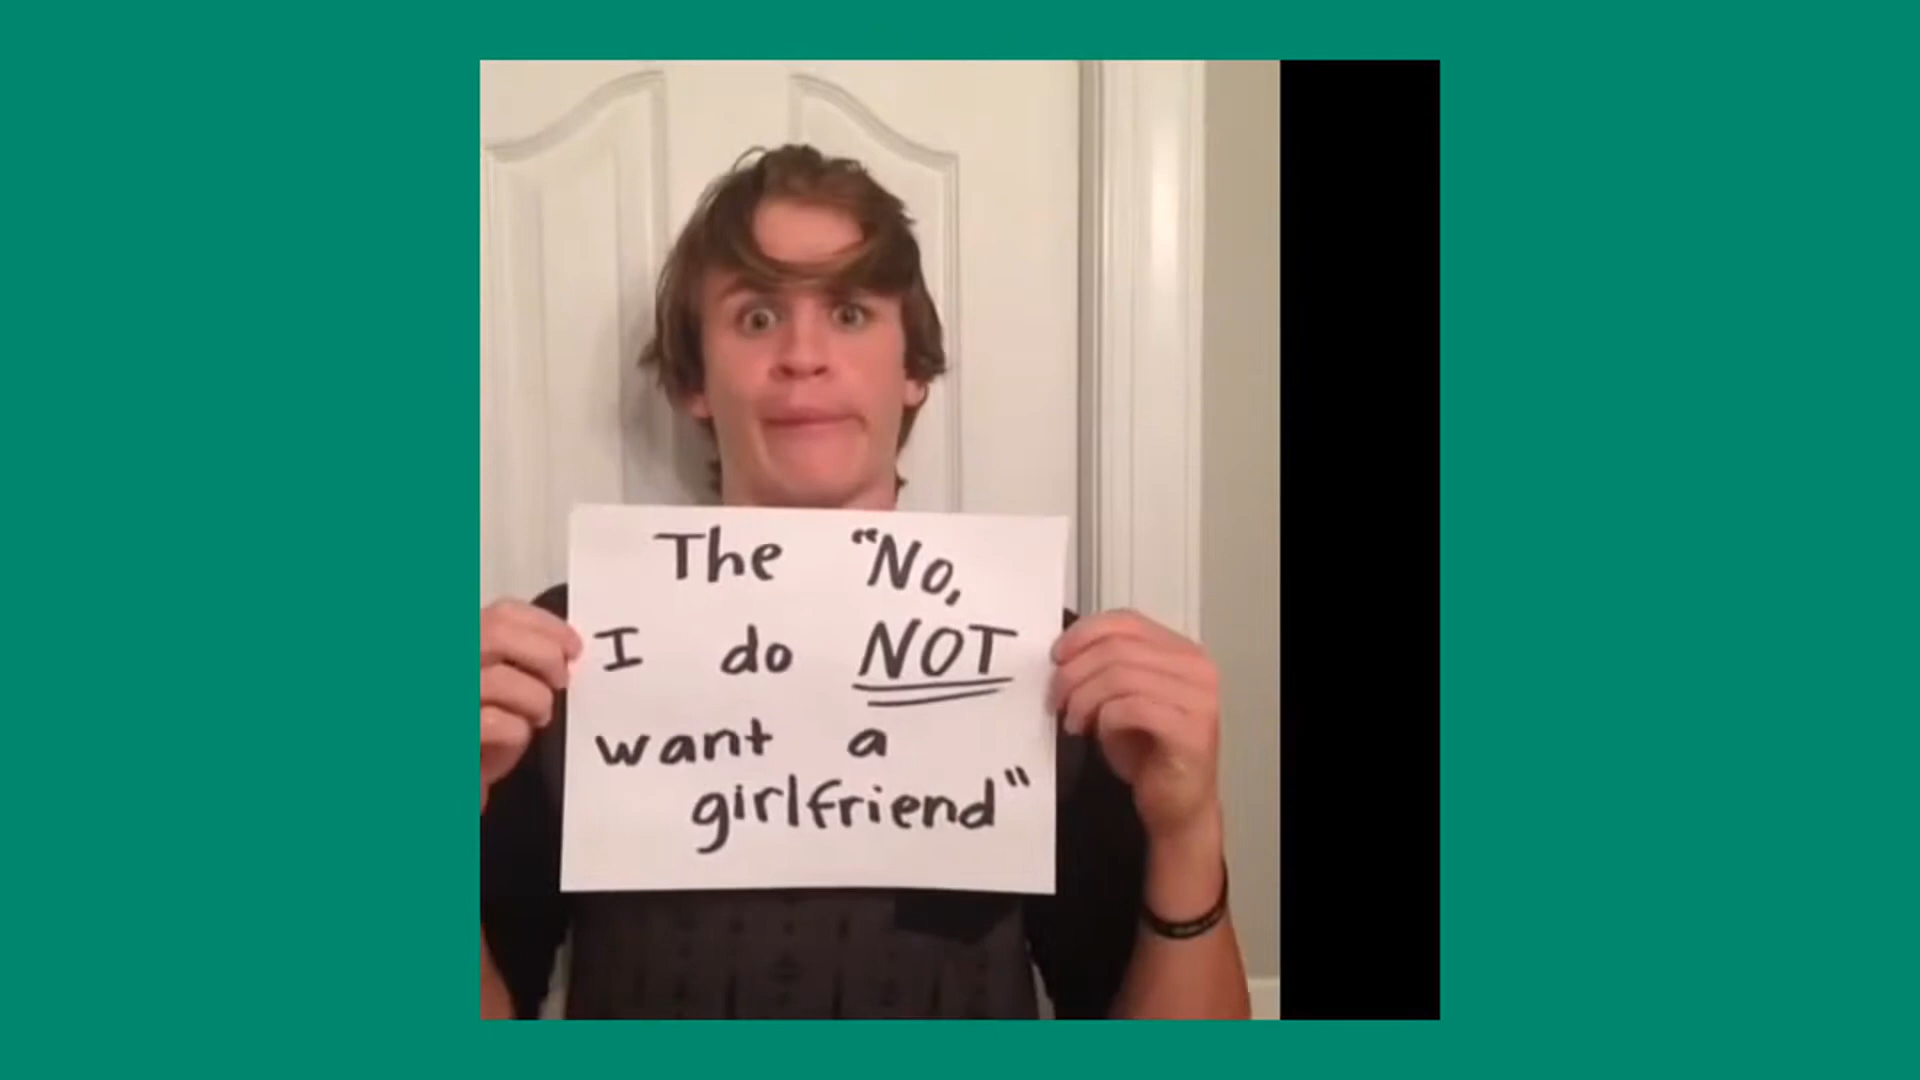 The "No,
I do NOT
want a
girlfriend"